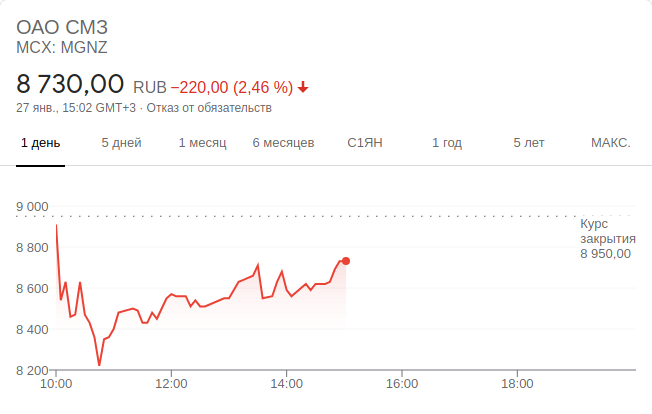 ОАО СМЗ
MCX: MGNZ
8 730,00 RUB −220,00 (2,46 %)
27 янв., 15:02 GMT+3 · Отказ от обязательств
1 день 5 дней 1 месяц 6 месяцев С1ЯН 1 год 5 лет МАКС.
9 000
Курс
закрытия
8 950,00
8 800
8 600
8 400
8 200
10:00 12:00 14:00 16:00 18:00